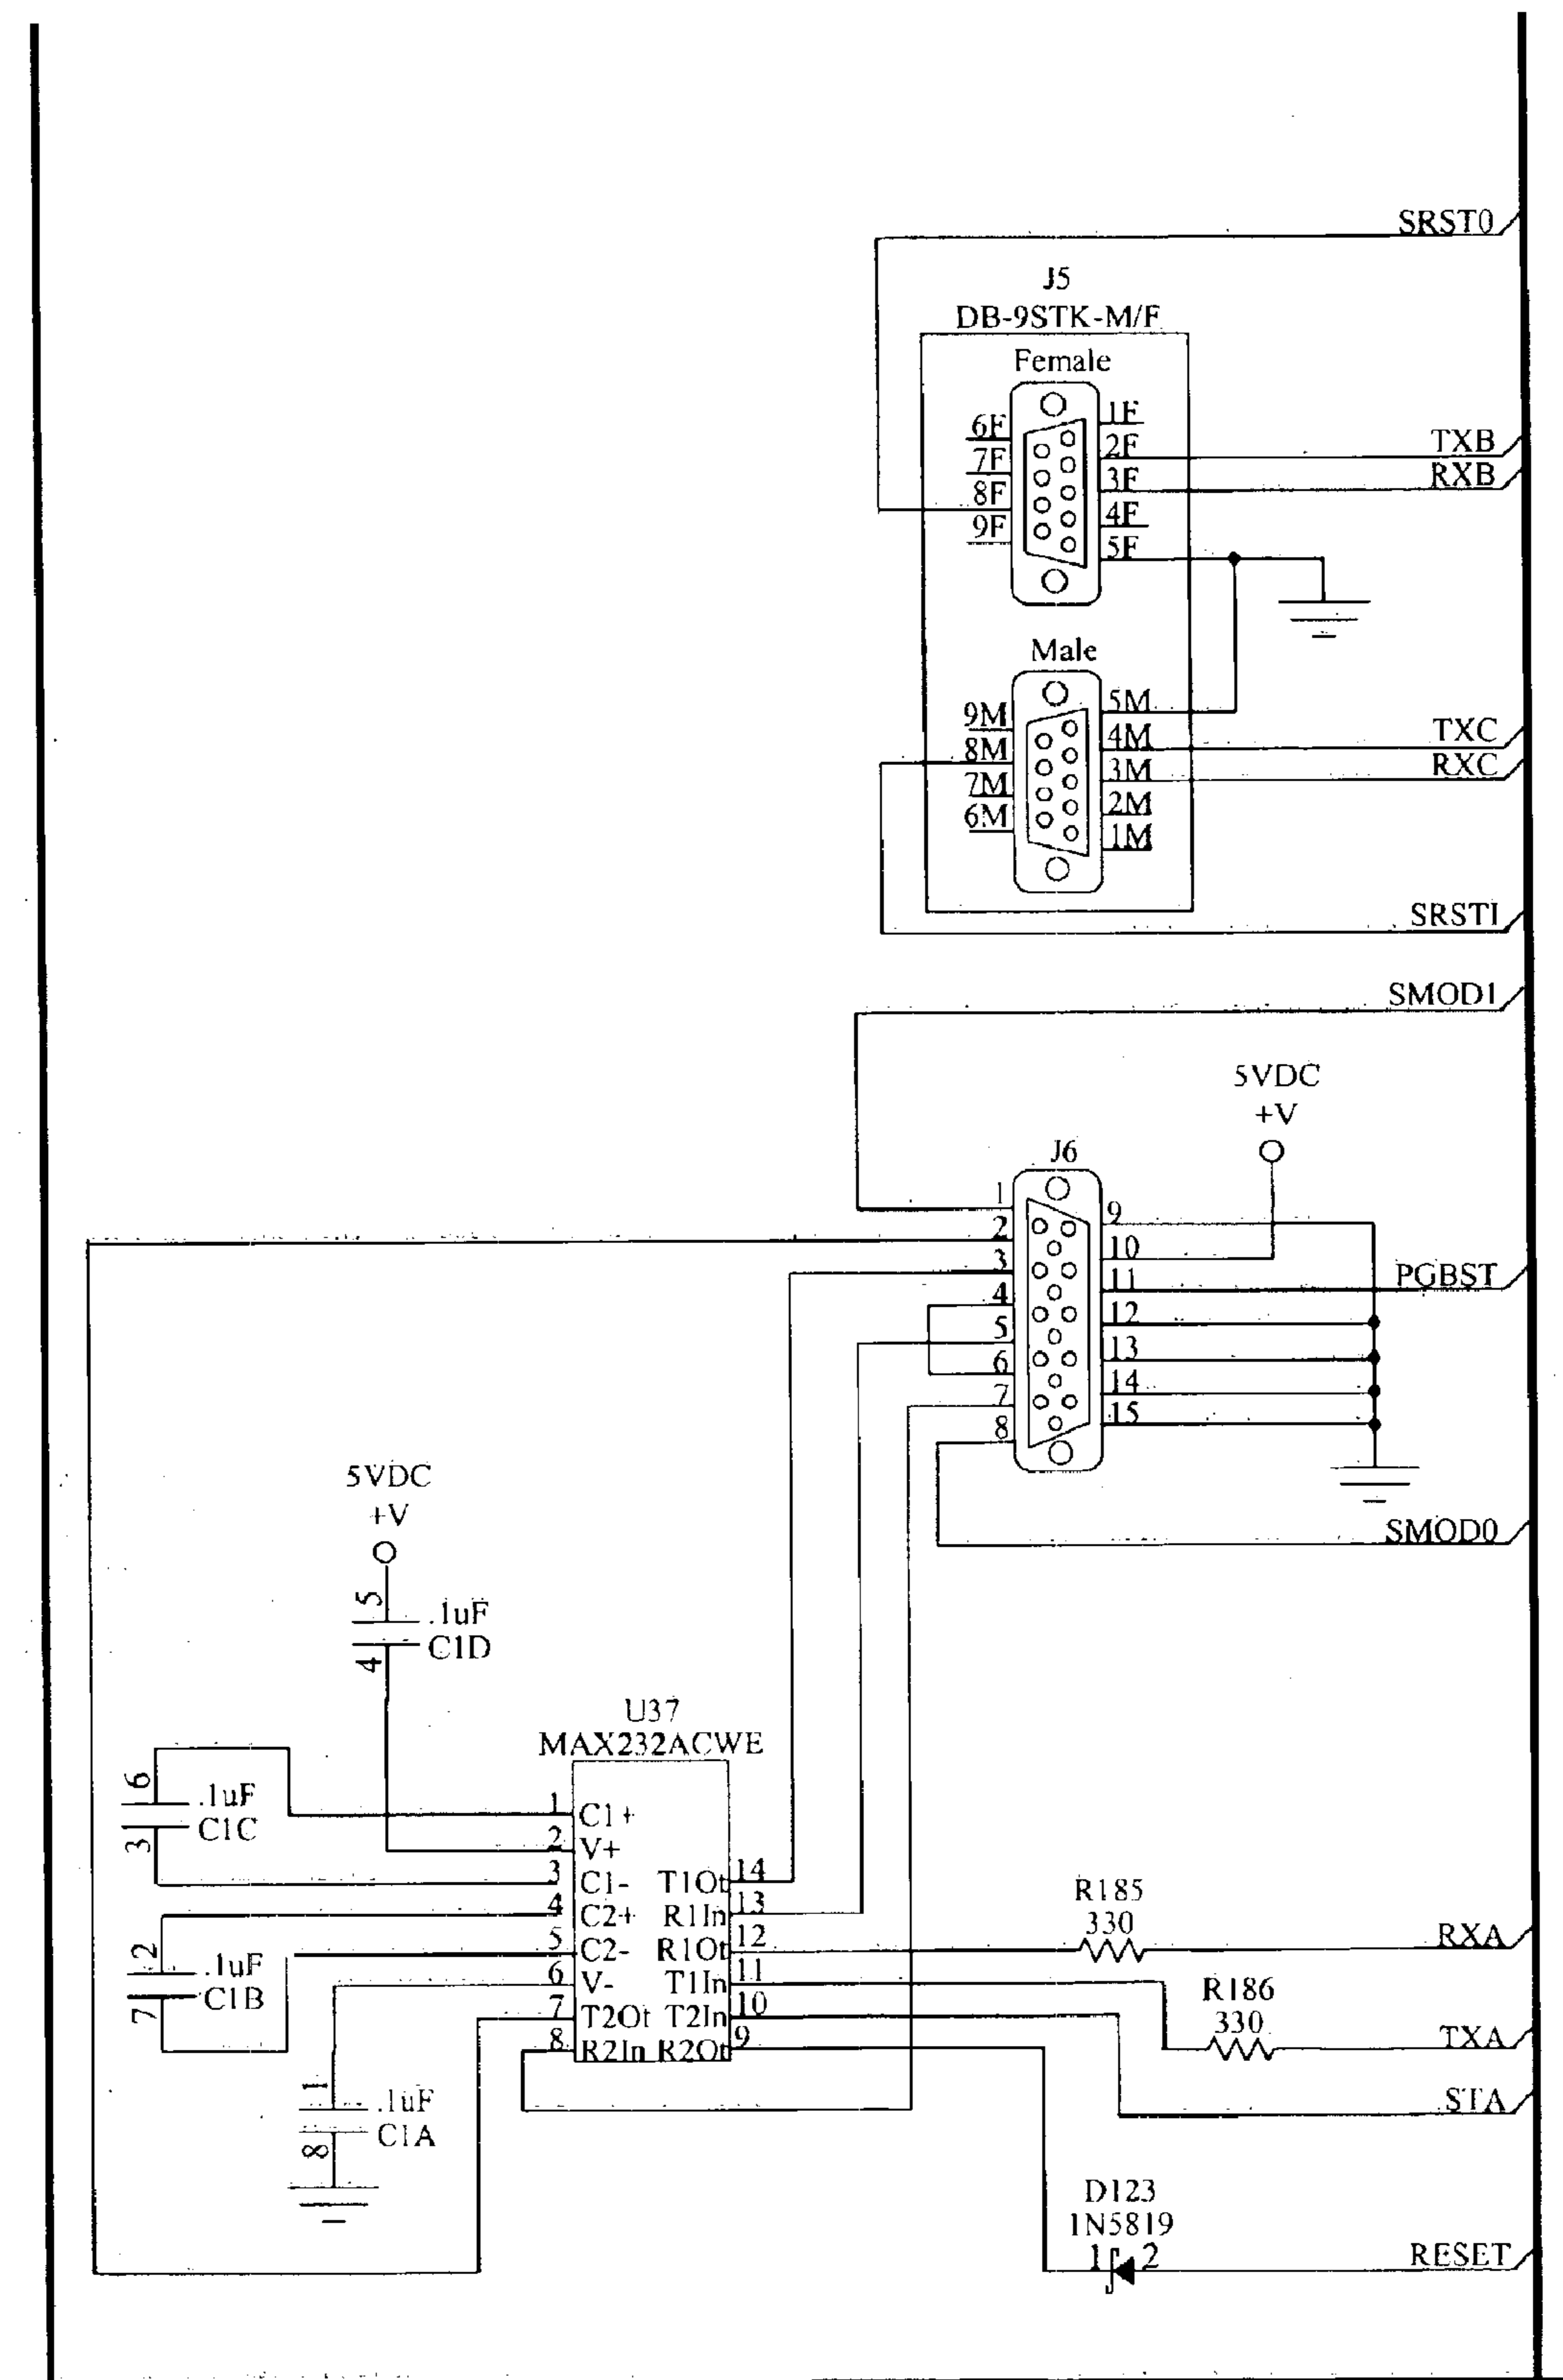 SRST0
J5
DB-9STK-M/F
Female
1F
6F
2F
TXB
7F
3F
RXB
8F
4F
9F
5F
Male
9M
5M
8M
4M
TXC
7M
3M
RXC
6M
2M
1M
SRSTI
SMOD1
5VDC
+V
J6
1
9
2
10
3
11
PGBST
4
12
5
13
6
14
7
15
8
SMOD0
5VDC
+V
5
.1uF
4
C1D
U37
MAX232ACWE
6
.1uF
C1C
3
1
C1+
2
V+
3
C1-
T1Ot
14
4
C2+
R1In
13
5
C2-
R1Ot
12
R185
330
RXA
2
.1uF
C1B
7
6
V-
T1In
11
R186
330
TXA
7
T2Ot
T2In
10
8
R2In
R2Ot
9
STA
1
.1uF
C1A
8
D123
1N5819
1
2
RESET